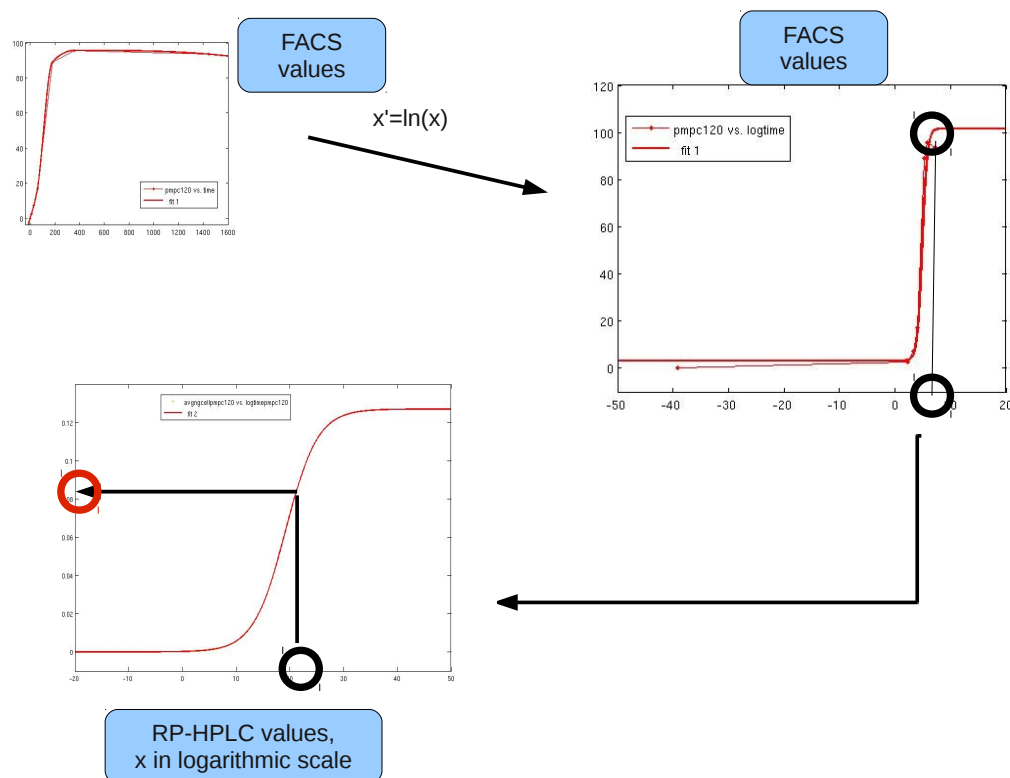 FACS
values
100
80
60
40
20
0
pmpc120 vs. time
fit 1
0 200 400 600 800 1000 1200 1400 1600
x'=ln(x)
FACS
values
120
100
80
60
40
20
0
pmpc120 vs. logtime
fit 1
-50 -40 -30 -20 -10 0 10 20
avgngcellpmpc120 vs. logtimepmpc120
fit 2
0.12
0.1
0.06
0.04
0.02
0
-20 -10 0 10 20 30 40 50
RP-HPLC values,
x in logarithmic scale